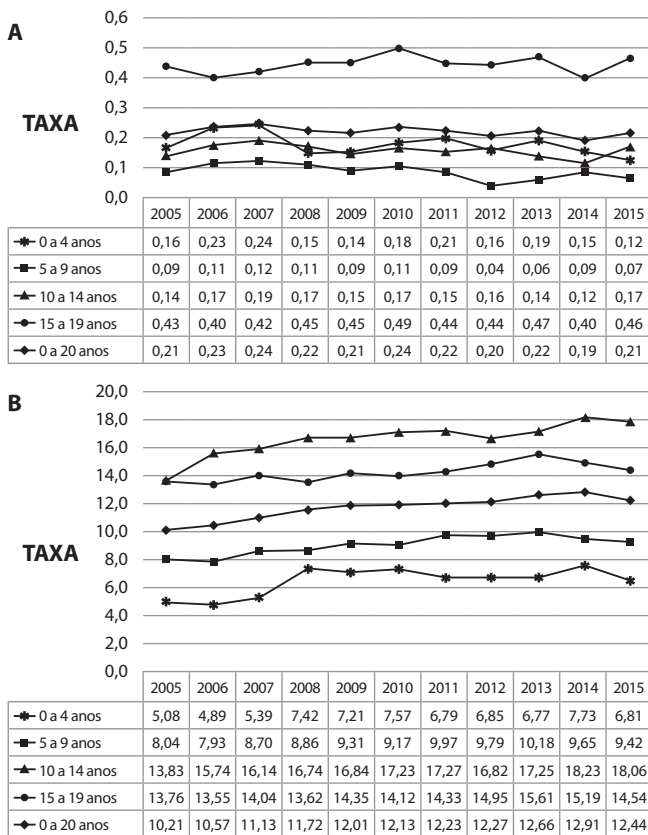 A
0,6
0,5
0,4
TAXA
0,3
0,2
0,1
0,0
2005 2006 2007 2008 2009 2010 2011 2012 2013 2014 2015
0 a 4 anos 0,16 0,23 0,24 0,15 0,14 0,18 0,21 0,16 0,19 0,15 0,12
5 a 9 anos 0,09 0,11 0,12 0,11 0,09 0,11 0,09 0,04 0,06 0,09 0,07
10 a 14 anos 0,14 0,17 0,19 0,17 0,15 0,17 0,15 0,16 0,14 0,12 0,17
15 a 19 anos 0,43 0,40 0,42 0,45 0,45 0,49 0,44 0,44 0,47 0,40 0,46
0 a 20 anos 0,21 0,23 0,24 0,22 0,21 0,24 0,22 0,20 0,22 0,19 0,21
B
20,0
18,0
16,0
14,0
12,0
10,0
TAXA
8,0
6,0
4,0
2,0
0,0
2005 2006 2007 2008 2009 2010 2011 2012 2013 2014 2015
0 a 4 anos 5,08 4,89 5,39 7,42 7,21 7,57 6,79 6,85 6,77 7,73 6,81
5 a 9 anos 8,04 7,93 8,70 8,86 9,31 9,17 9,97 9,79 10,18 9,65 9,42
10 a 14 anos 13,83 15,74 16,14 16,74 16,84 17,23 17,27 16,82 17,25 18,23 18,06
15 a 19 anos 13,76 13,55 14,04 13,62 14,35 14,12 14,33 14,95 15,61 15,19 14,54
0 a 20 anos 10,21 10,57 11,13 11,72 12,01 12,13 12,23 12,27 12,66 12,91 12,44